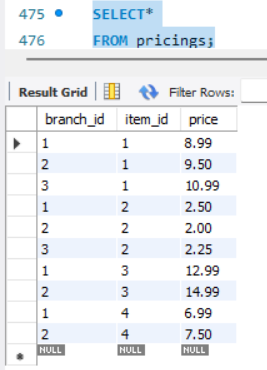 475 SELECT*
476 FROM pricings;
Result Grid Filter Rows:
branch_id item_id price
1 1 8.99
2 1 9.50
3 1 10.99
1 2 2.50
2 2 2.00
3 2 2.25
1 3 12.99
2 3 14.99
1 4 6.99
2 4 7.50
NULL NULL NULL